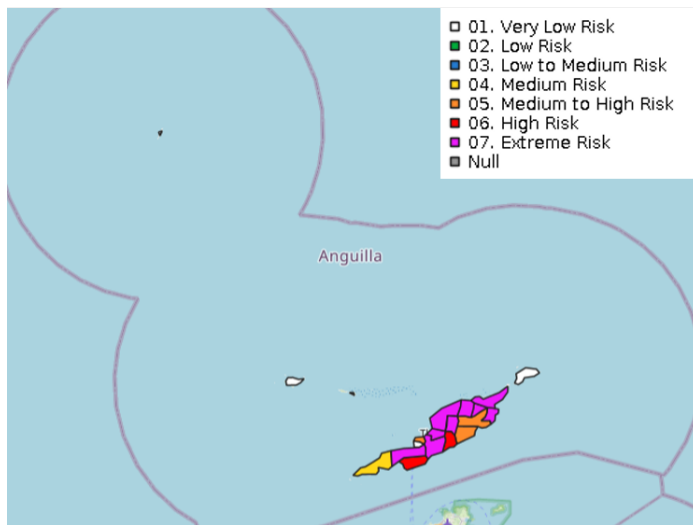 01. Very Low Risk
02. Low Risk
03. Low to Medium Risk
04. Medium Risk
05. Medium to High Risk
06. High Risk
07. Extreme Risk
Null
Anguilla